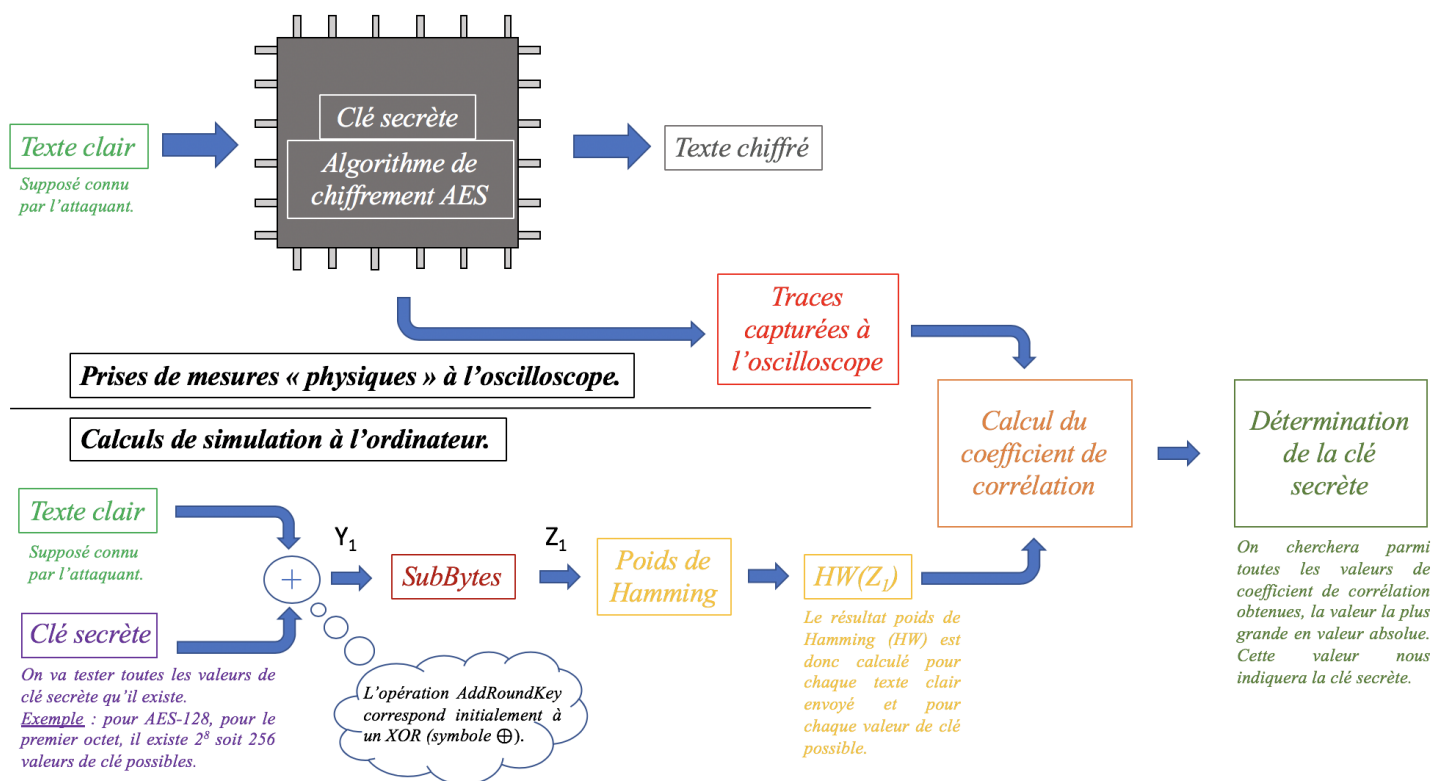 Texte clair
Supposé connu
par l'attaquant.
Clé secrète
Algorithme de
chiffrement AES
Texte chiffré
Traces
capturées à
l'oscilloscope
Prises de mesures « physiques » à l'oscilloscope.
Calculs de simulation à l'ordinateur.
Texte clair
Supposé connu
par l'attaquant.
Clé secrète
On va tester toutes les valeurs de
clé secrète qu'il existe.
Exemple : pour AES-128, pour le
premier octet, il existe 2⁸ soit 256
valeurs de clé possibles.
+
L'opération AddRoundKey
correspond initialement à
un XOR (symbole ⊕).
Y₁
SubBytes
Z₁
Poids de
Hamming
HW(Z₁)
Le résultat poids de
Hamming (HW) est
donc calculé pour
chaque texte clair
envoyé et pour
chaque valeur de clé
possible.
Calcul du
coefficient de
corrélation
Détermination
de la clé
secrète
On cherchera parmi
toutes les valeurs de
coefficient de corrélation
obtenues, la valeur la plus
grande en valeur absolue.
Cette valeur nous
indiquera la clé secrète.